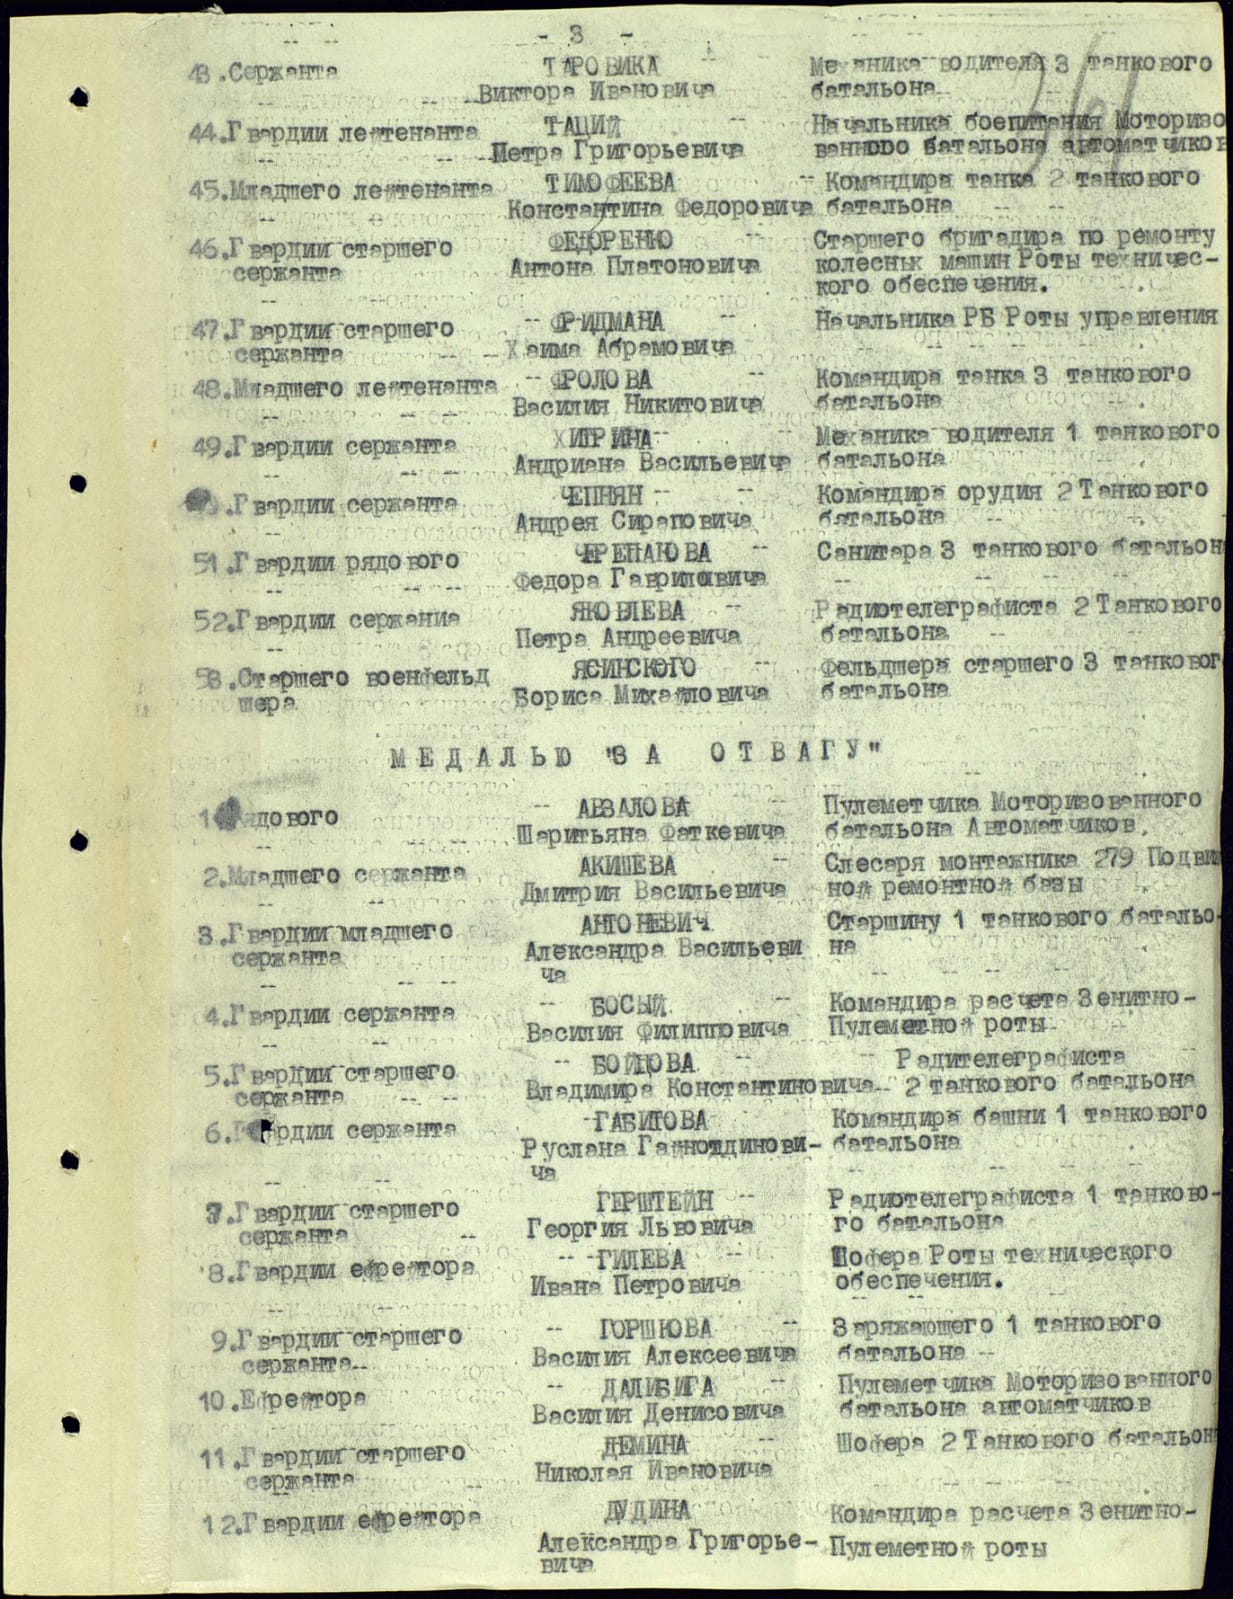 - 3 -
43.Сержанта ТАРОВИКА Механика водителя 3 танкового
Виктора Ивановича батальона
44.Гвардии лейтенанта ТАЦИЙ Начальника боепитания Моторизо
Петра Григорьевича ванного батальона автоматчиков
45.Младшего лейтенанта ТИМОФЕЕВА Командира танка 2 танкового
Константина Федоровича батальона
46.Гвардии старшего ФЕДОРЕНКО Старшего бригадира по ремонту
сержанта Антона Платоновича колесных машин Роты техничес-
кого обеспечения.
47.Гвардии старшего ФРИДМАНА Начальника РБ Роты управления
сержанта Хаима Абрамовича
48.Младшего лейтенанта ФРОЛОВА Командира танка 3 танкового
Василия Никитовича батальона
49.Гвардии сержанта ХИТРИНА Механика водителя 1 танкового
Андриана Васильевича батальона
Гвардии сержанта ЧЕПНЯН Командира орудия 2 Танкового
Андрея Сираповича батальона
51.Гвардии рядового ЧЕРЕПАНОВА Санитара 3 танкового батальон
Федора Гавриловича
52.Гвардии сержания ЯКОВЛЕВА Радиотелеграфиста 2 Танкового
Петра Андреевича батальона
53.Старшего военфельд ЯСИНСКОГО Фельдшера старшего 3 танковог
шера Бориса Михайловича батальона
МЕДАЛЬЮ "ЗА ОТВАГУ"
1 ядового АВЗАЛОВА Пулеметчика Моторизованного
Шаритьяна Фаткевича батальона Автоматчиков.
2.Младшего сержанта АКИШЕВА Слесаря монтажника 279 Подвиж
Дмитрия Васильевича ной ремонтной базы
3.Гвардии младшего АНТОНЕВИЧ Старшину 1 танкового батальо-
сержанта Александра Васильеви на
ча
4.Гвардии сержанта БОСЫЙ Командира расчета Зенитно-
Василия Филипповича Пулеметной роты
5.Гвардии старшего БОЙЦОВА Радителеграфиста
сержанта Владимира Константиновича 2 танкового батальона
6.Гвардии сержанта ГАБИТОВА Командира башни 1 танкового
Руслана Гайнотдинови- батальона
ча
7.Гвардии старшего ГЕРШТЕЙН Радиотелеграфиста 1 танково-
сержанта Георгия Львовича го батальона
8.Гвардии ефрейтора ГИЛЕВА Шофера Роты технического
Ивана Петровича обеспечения.
9.Гвардии старшего ГОРШКОВА Заряжающего 1 танкового
сержанта Василия Алексеевича батальона
10.Ефрейтора ДАЛИБИГА Пулеметчика Моторизованного
Василия Денисовича батальона автоматчиков
11.Гвардии старшего ДЕМИНА Шофера 2 Танкового батальон
сержанта Николая Ивановича
12.Гвардии ефрейтора ДУДИНА Командира расчета Зенитно-
Александра Григорье- Пулеметной роты
вича